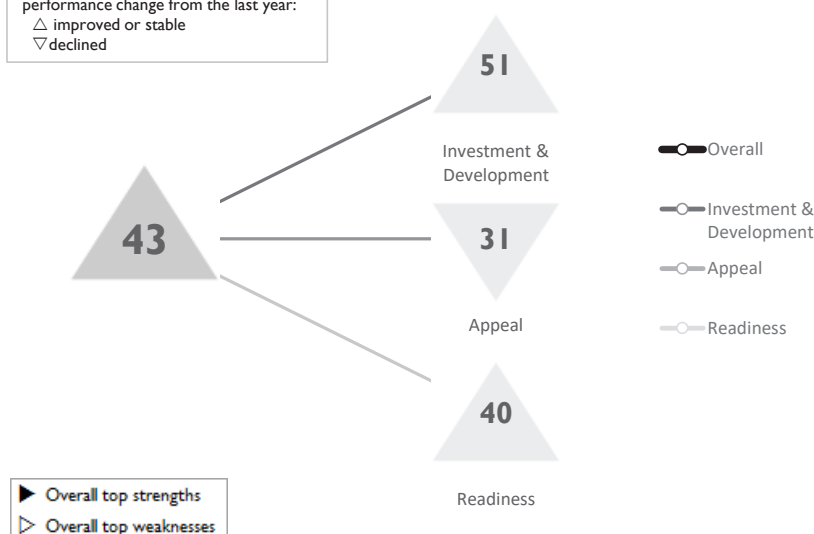 performance change from the last year:
△ improved or stable
▽ declined
51
Investment &
Development
43
31
Appeal
40
Readiness
Overall
Investment &
Development
Appeal
Readiness
▶ Overall top strengths
▷ Overall top weaknesses